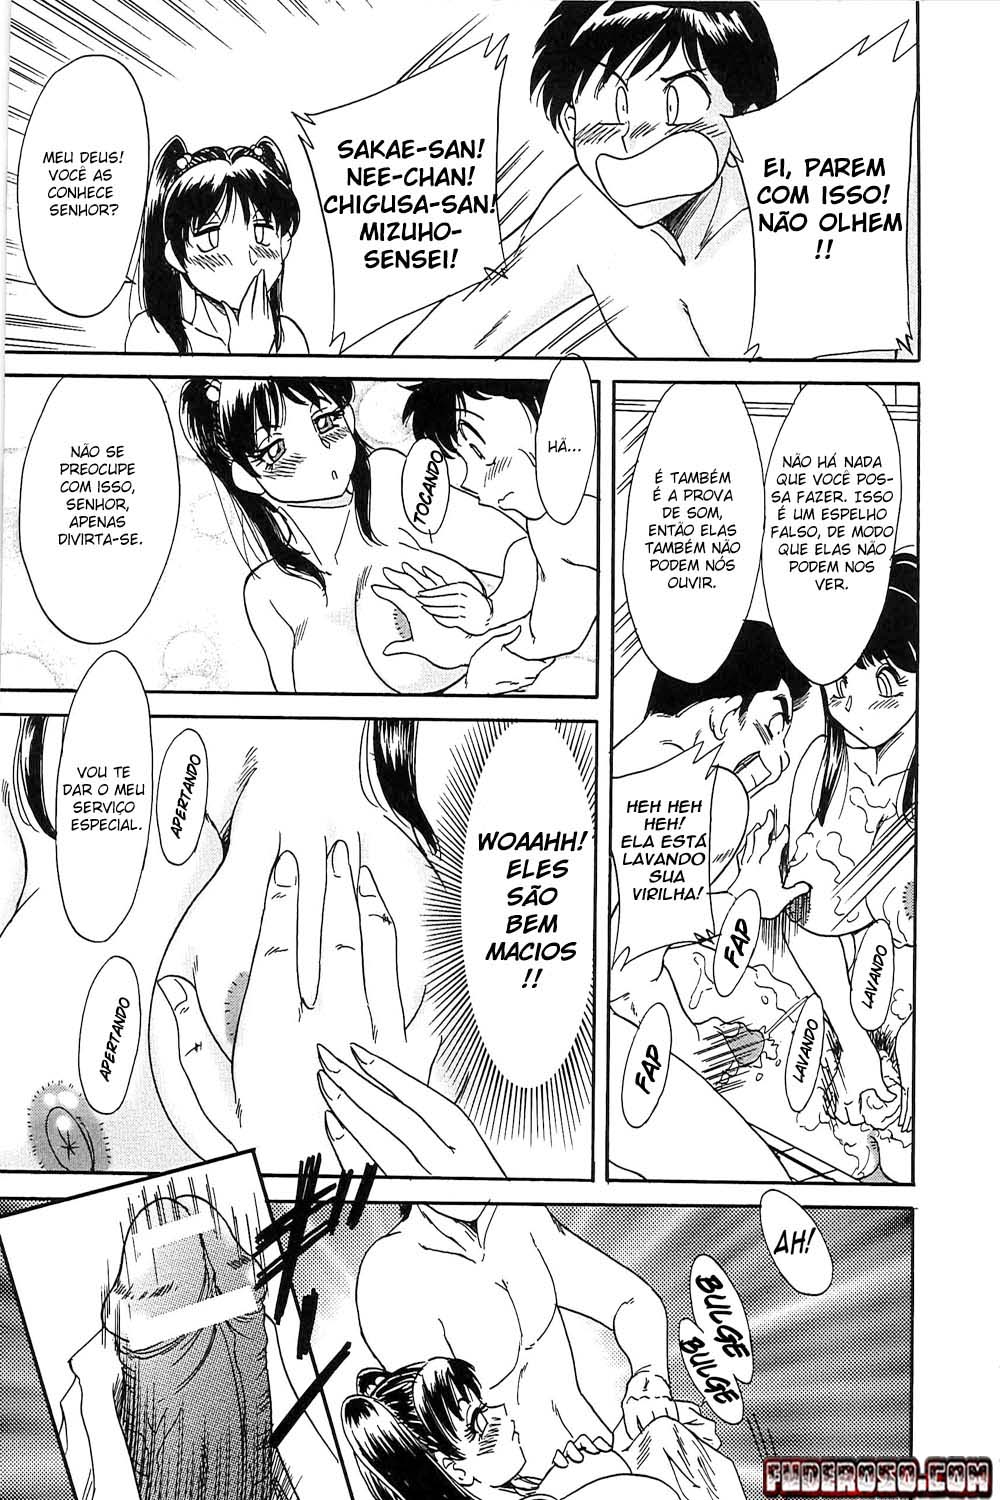 EI, PAREM
COM ISSO!
NÃO OLHEM
!!
SAKAE-SAN!
NEE-CHAN!
CHIGUSA-SAN!
MIZUHO-
SENSEI!
MEU DEUS!
VOCÊ AS
CONHECE
SENHOR?
NÃO HÁ NADA
QUE VOCÊ POS-
SA FAZER. ISSO
É UM ESPELHO
FALSO, DE MODO
QUE ELAS NÃO
PODEM NOS
VER.
É TAMBÉM
É A PROVA
DE SOM,
ENTÃO ELAS
TAMBÉM NÃO
PODEM NÓS
OUVIR.
HEH HEH
HEH!
ELA ESTÁ
LAVANDO
SUA
VIRILHA!
FAP
FAP
LAVANDO
LAVANDO
HÃ...
TOCANDO
NÃO SE
PREOCUPE
COM ISSO,
SENHOR,
APENAS
DIVIRTA-SE.
WOAAHH!
ELES
SÃO
BEM
MACIOS
!!
APERTANDO
VOU TE
DAR O MEU
SERVIÇO
ESPECIAL.
APERTANDO
AH!
BULGE
BULGE
FUDEROSO.COM